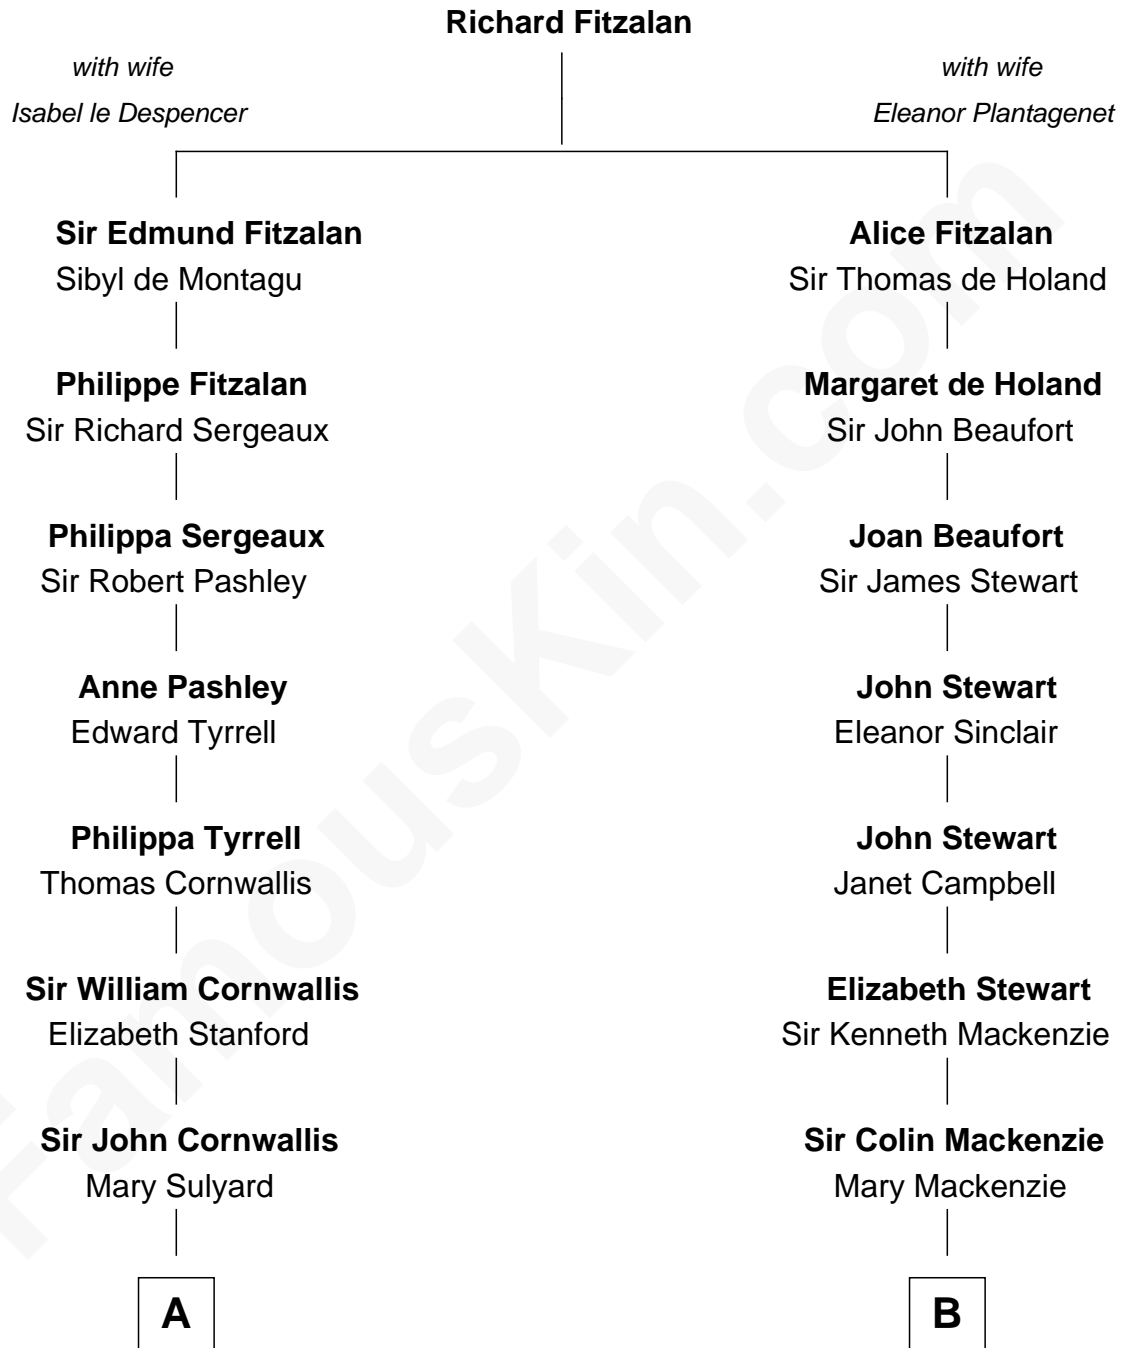 Richard Fitzalan
with wife
Isabel le Despencer
with wife
Eleanor Plantagenet
Sir Edmund Fitzalan
Sibyl de Montagu
Alice Fitzalan
Sir Thomas de Holand
Philippe Fitzalan
Sir Richard Sergeaux
Margaret de Holand
Sir John Beaufort
Philippa Sergeaux
Sir Robert Pashley
Joan Beaufort
Sir James Stewart
Anne Pashley
Edward Tyrrell
John Stewart
Eleanor Sinclair
Philippa Tyrrell
Thomas Cornwallis
John Stewart
Janet Campbell
Sir William Cornwallis
Elizabeth Stanford
Elizabeth Stewart
Sir Kenneth Mackenzie
Sir John Cornwallis
Mary Sulyard
Sir Colin Mackenzie
Mary Mackenzie
A
B
FamousKin.com